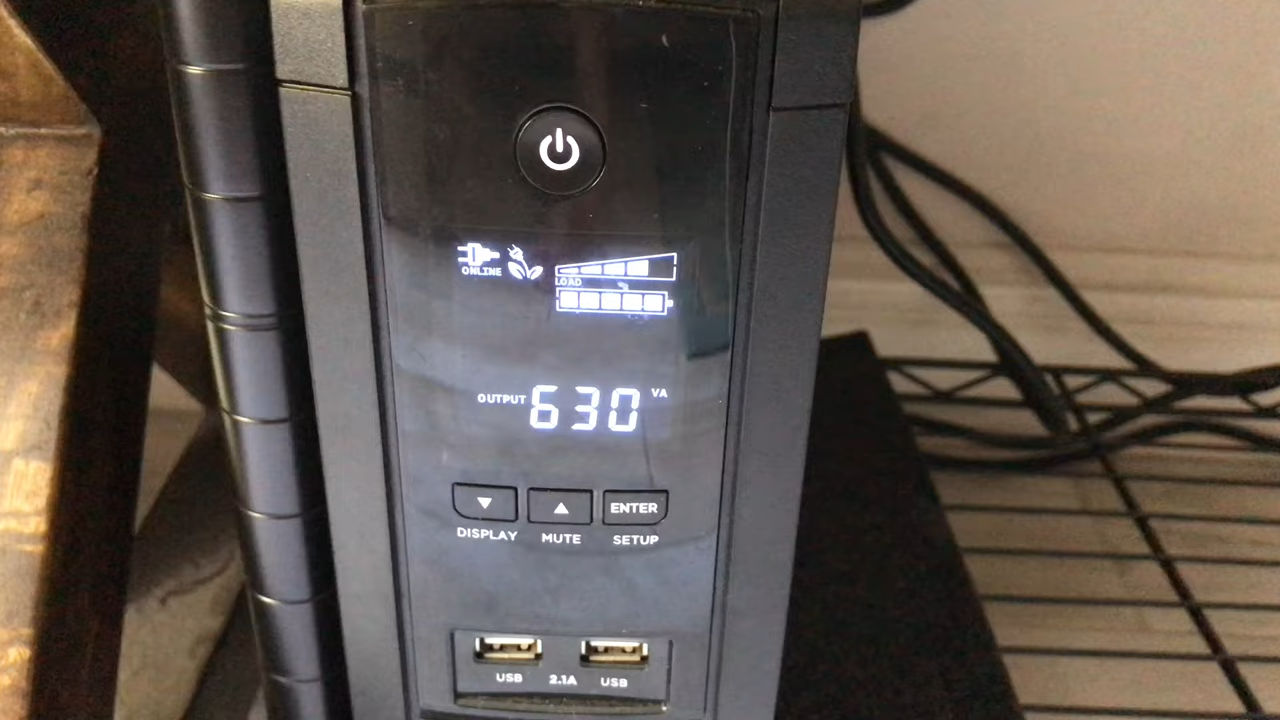 ONLINE
LOAD
OUTPUT 630 VA
ENTER
DISPLAY MUTE SETUP
USB 2.1A USB